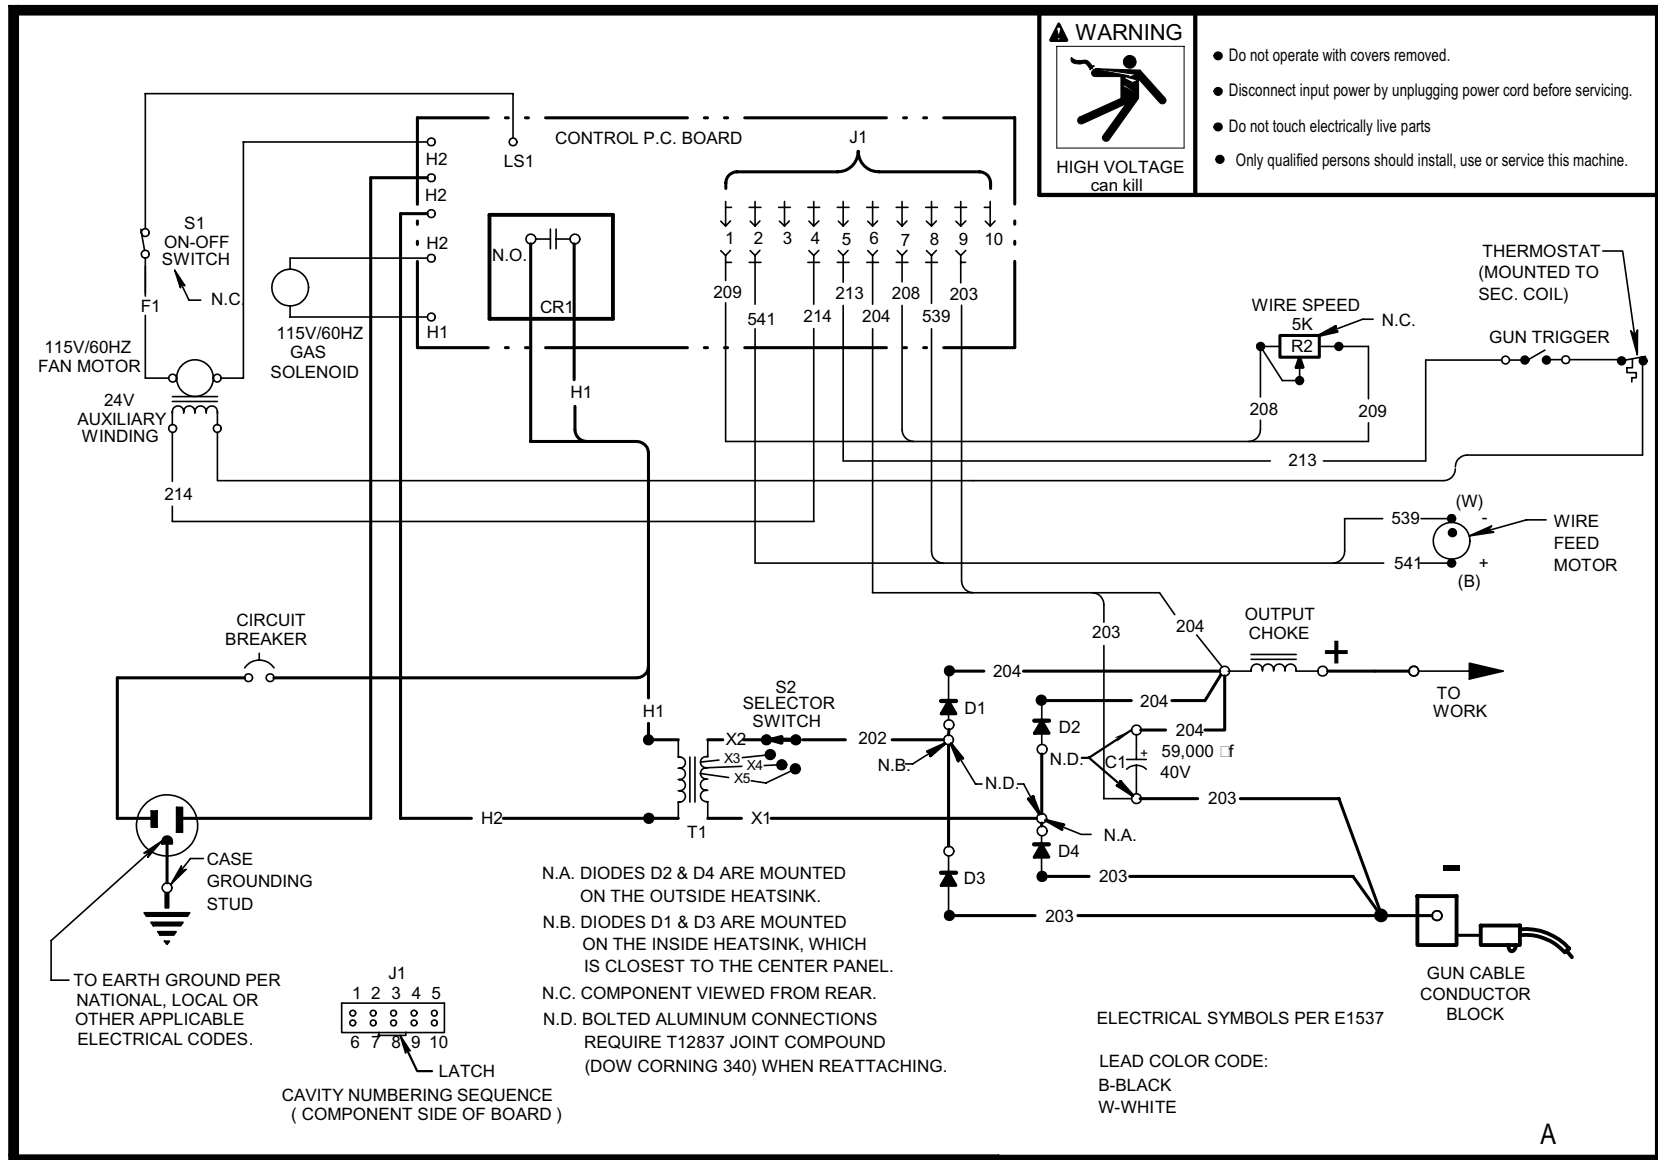 WARNING
HIGH VOLTAGE
can kill
● Do not operate with covers removed.
● Disconnect input power by unplugging power cord before servicing.
● Do not touch electrically live parts
● Only qualified persons should install, use or service this machine.
CONTROL P.C. BOARD
J1
H2
LS1
H2
H2
H1
N.O.
CR1
1 2 3 4 5 6 7 8 9 10
209
541
214
213
204
208
539
203
S1
ON-OFF
SWITCH
N.C.
F1
115V/60HZ
GAS
SOLENOID
115V/60HZ
FAN MOTOR
24V
AUXILIARY
WINDING
214
H1
WIRE SPEED
5K
R2
N.C.
208
209
THERMOSTAT
(MOUNTED TO
SEC. COIL)
GUN TRIGGER
213
(W)
539
-
541
+
(B)
WIRE
FEED
MOTOR
CIRCUIT
BREAKER
203
204
OUTPUT
CHOKE
+
TO
WORK
H1
S2
SELECTOR
SWITCH
X2
X3
X4
X5
202
204
D1
204
D2
N.B.
N.D.
N.D.
204
C1
+
59,000 □f
40V
203
H2
T1
X1
N.A.
D4
D3
203
203
-
CASE
GROUNDING
STUD
TO EARTH GROUND PER
NATIONAL, LOCAL OR
OTHER APPLICABLE
ELECTRICAL CODES.
GUN CABLE
CONDUCTOR
BLOCK
N.A. DIODES D2 & D4 ARE MOUNTED
ON THE OUTSIDE HEATSINK.
N.B. DIODES D1 & D3 ARE MOUNTED
ON THE INSIDE HEATSINK, WHICH
IS CLOSEST TO THE CENTER PANEL.
N.C. COMPONENT VIEWED FROM REAR.
N.D. BOLTED ALUMINUM CONNECTIONS
REQUIRE T12837 JOINT COMPOUND
(DOW CORNING 340) WHEN REATTACHING.
J1
1 2 3 4 5
6 7 8 9 10
LATCH
CAVITY NUMBERING SEQUENCE
( COMPONENT SIDE OF BOARD )
ELECTRICAL SYMBOLS PER E1537
LEAD COLOR CODE:
B-BLACK
W-WHITE
A